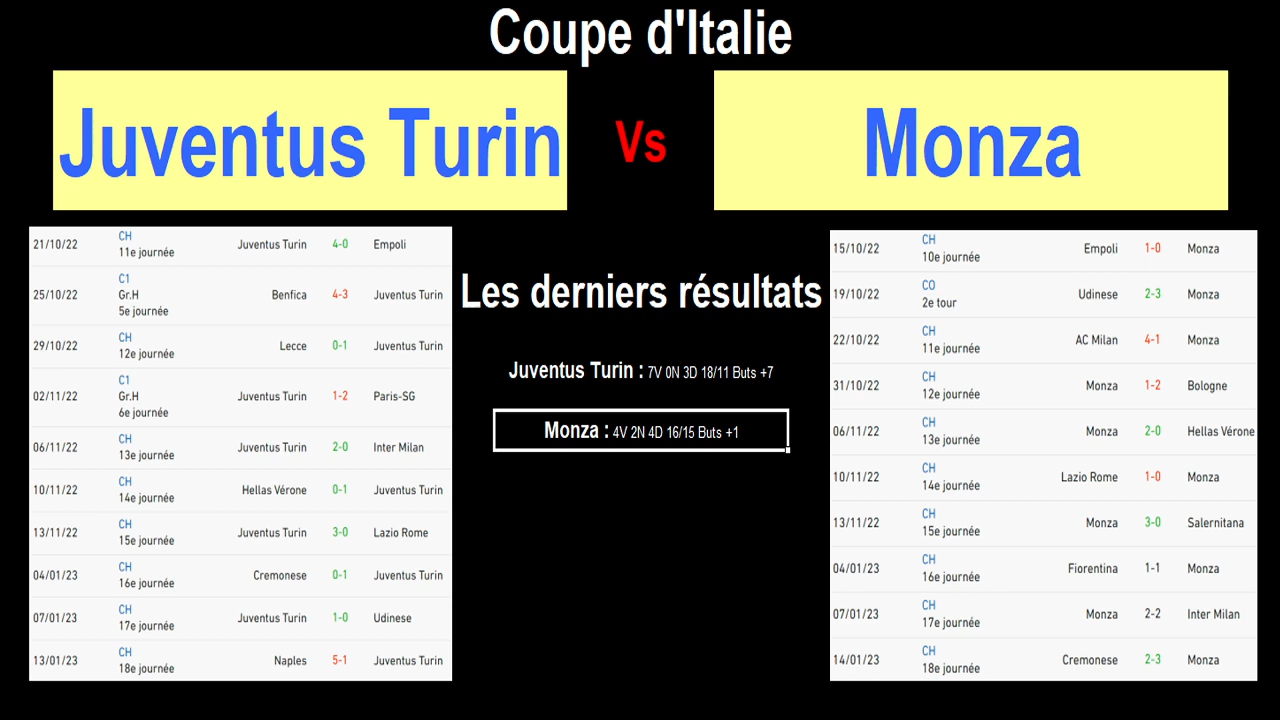 Coupe d'Italie
Juventus Turin
Vs
Monza
21/10/22 CH Juventus Turin 4-0 Empoli
11e journée
25/10/22 C1 Benfica 4-3 Juventus Turin
Gr.H
5e journée
29/10/22 CH Lecce 0-1 Juventus Turin
12e journée
02/11/22 C1 Juventus Turin 1-2 Paris-SG
Gr.H
6e journée
06/11/22 CH Juventus Turin 2-0 Inter Milan
13e journée
10/11/22 CH Hellas Vérone 0-1 Juventus Turin
14e journée
13/11/22 CH Juventus Turin 3-0 Lazio Rome
15e journée
04/01/23 CH Cremonese 0-1 Juventus Turin
16e journée
07/01/23 CH Juventus Turin 1-0 Udinese
17e journée
13/01/23 CH Naples 5-1 Juventus Turin
18e journée
Les derniers résultats
Juventus Turin : 7V 0N 3D 18/11 Buts +7
Monza : 4V 2N 4D 16/15 Buts +1
15/10/22 CH Empoli 1-0 Monza
10e journée
19/10/22 CO Udinese 2-3 Monza
2e tour
22/10/22 CH AC Milan 4-1 Monza
11e journée
31/10/22 CH Monza 1-2 Bologne
12e journée
06/11/22 CH Monza 2-0 Hellas Vérone
13e journée
10/11/22 CH Lazio Rome 1-0 Monza
14e journée
13/11/22 CH Monza 3-0 Salernitana
15e journée
04/01/23 CH Fiorentina 1-1 Monza
16e journée
07/01/23 CH Monza 2-2 Inter Milan
17e journée
14/01/23 CH Cremonese 2-3 Monza
18e journée